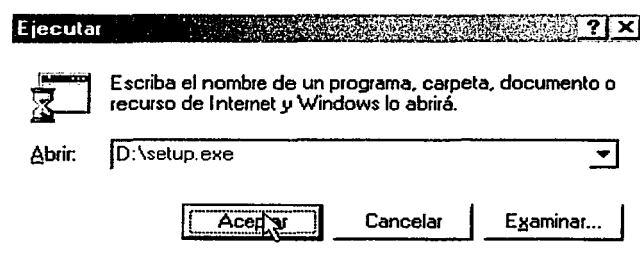 Ejecutar
Escriba el nombre de un programa, carpeta, documento o
recurso de Internet y Windows lo abrirá.
Abrir: D:\setup.exe
Aceptar Cancelar Examinar...